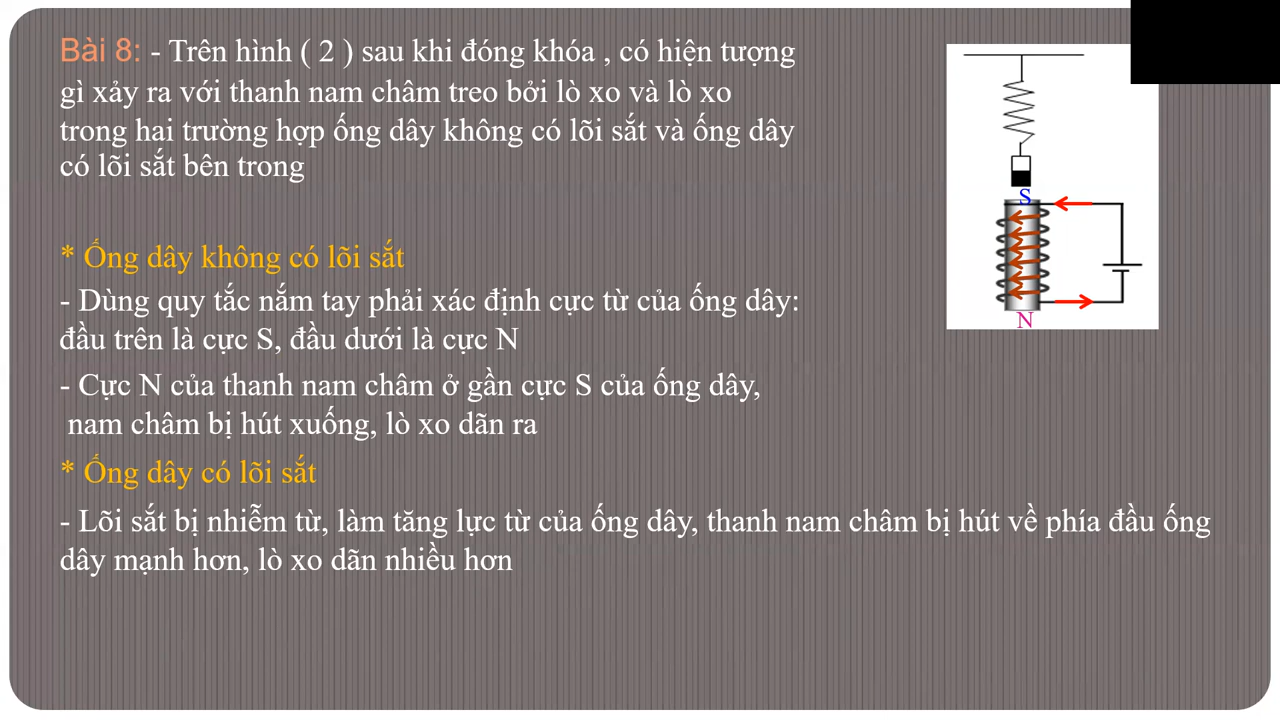 Bài 8: - Trên hình ( 2 ) sau khi đóng khóa , có hiện tượng
gì xảy ra với thanh nam châm treo bởi lò xo và lò xo
trong hai trường hợp ống dây không có lõi sắt và ống dây
có lõi sắt bên trong
S
N
* Ống dây không có lõi sắt
- Dùng quy tắc nắm tay phải xác định cực từ của ống dây:
đầu trên là cực S, đầu dưới là cực N
- Cực N của thanh nam châm ở gần cực S của ống dây,
nam châm bị hút xuống, lò xo dãn ra
* Ống dây có lõi sắt
- Lõi sắt bị nhiễm từ, làm tăng lực từ của ống dây, thanh nam châm bị hút về phía đầu ống
dây mạnh hơn, lò xo dãn nhiều hơn